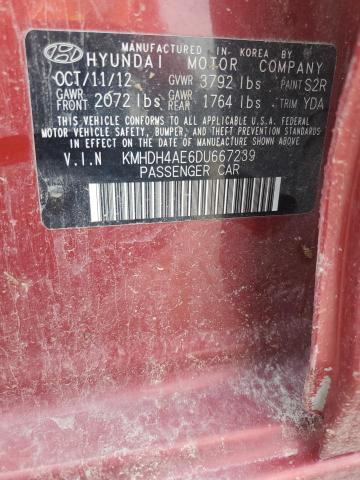 MANUFACTURED IN KOREA BY
HYUNDAI MOTOR COMPANY
OCT/11/12 GVWR 3792 lbs PAINT S2R
GAWR FRONT 2072 lbs GAWR REAR 1764 lbs TRIM YDA
THIS VEHICLE CONFORMS TO ALL APPLICABLE U.S.A. FEDERAL
MOTOR VEHICLE SAFETY, BUMPER, AND THEFT PREVENTION STANDARDS
IN EFFECT ON THE DATE OF MANUFACTURE SHOWN ABOVE.
V.I.N KMHDH4AE6DU667239
PASSENGER CAR